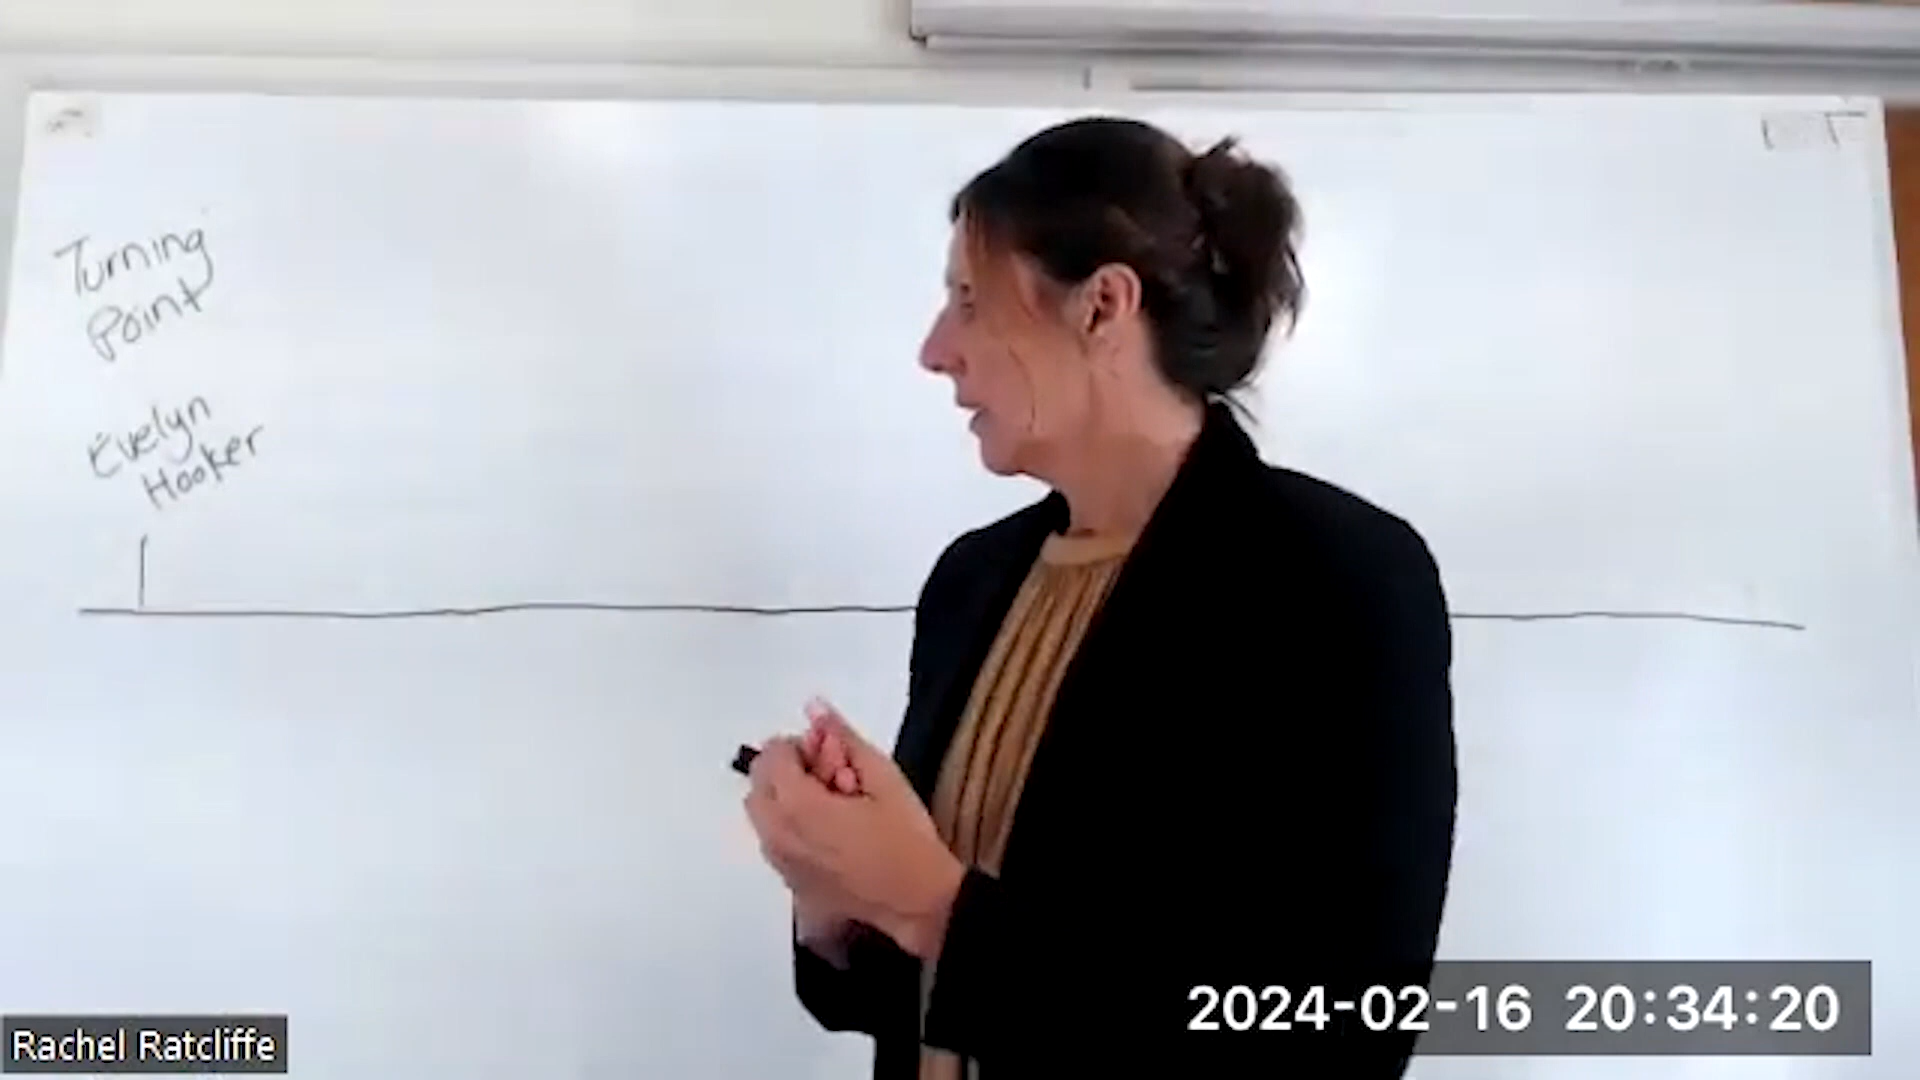 Turning
Point
Evelyn
Hooker
2024-02-16 20:34:20
Rachel Ratcliffe